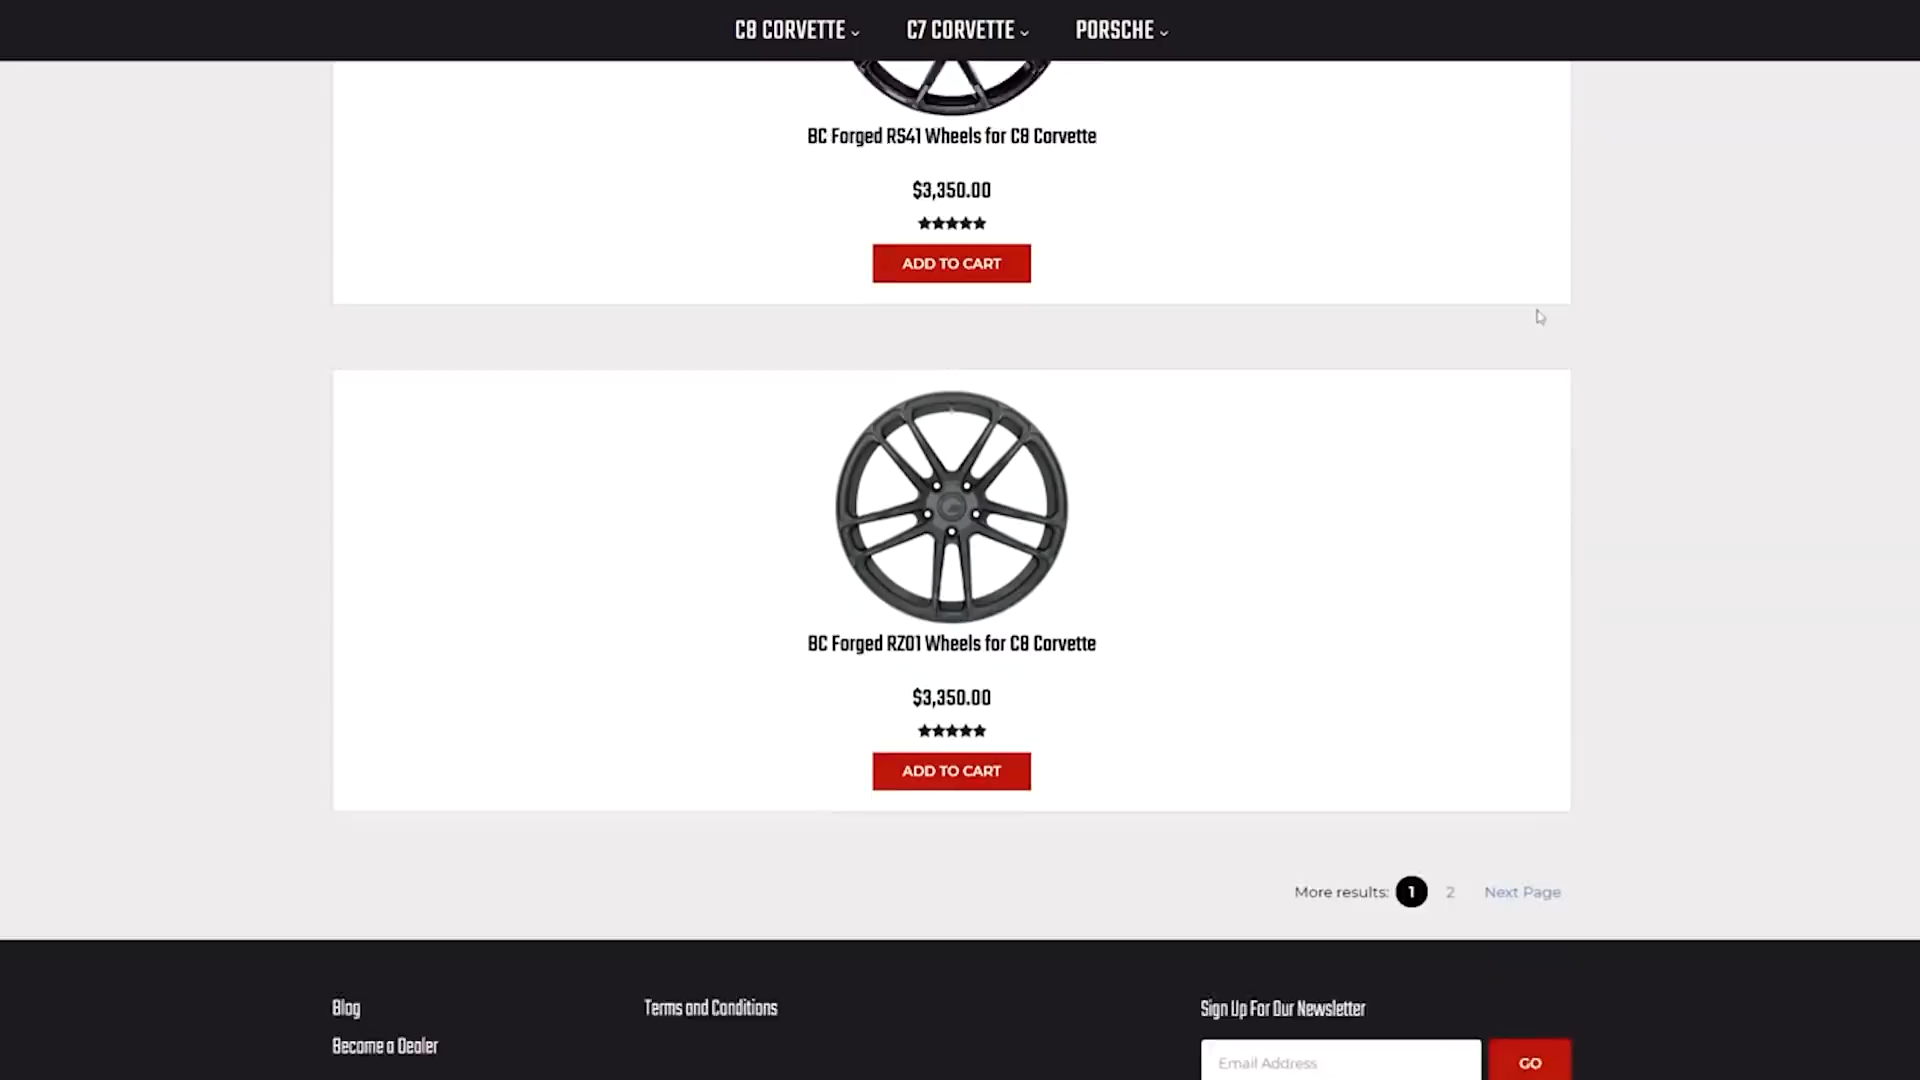 C8 CORVETTE
C7 CORVETTE
PORSCHE
BC Forged RS41 Wheels for C8 Corvette
$3,350.00
ADD TO CART
BC Forged RZ01 Wheels for C8 Corvette
$3,350.00
ADD TO CART
More results: 1 2 Next Page
Blog
Terms and Conditions
Sign Up For Our Newsletter
Become a Dealer
Email Address
GO